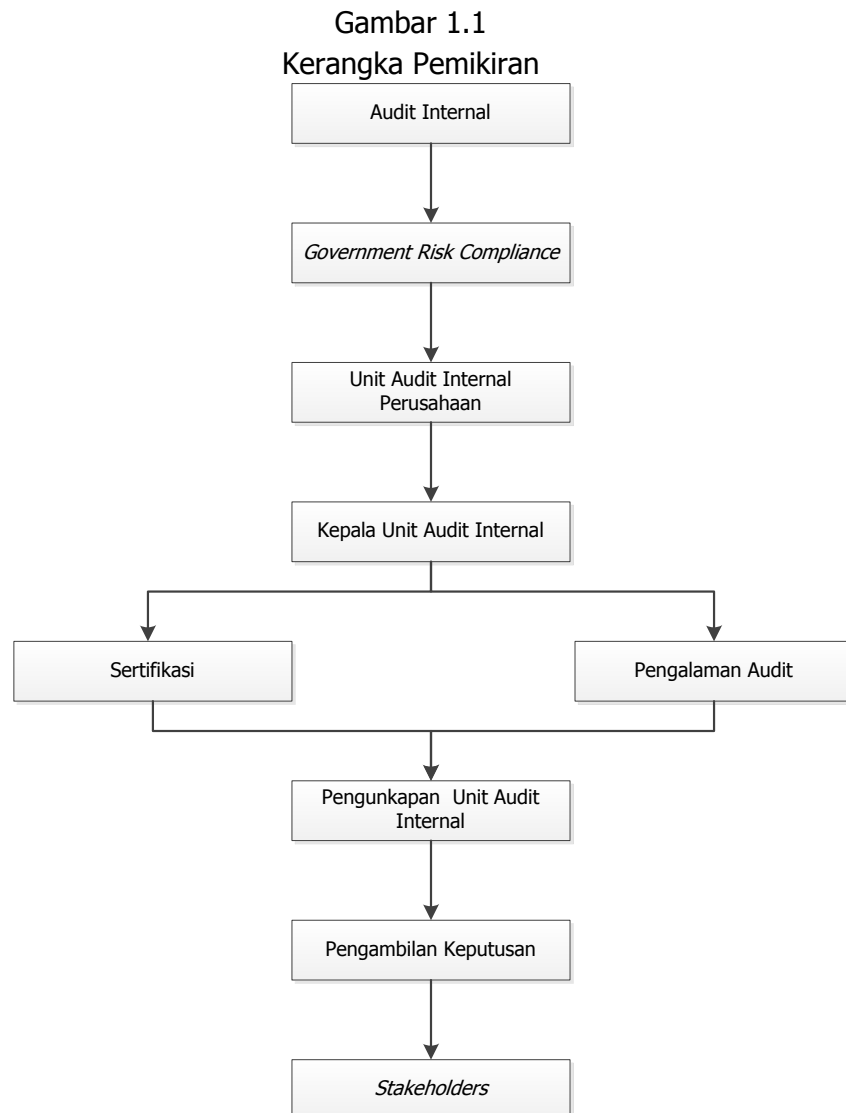 Gambar 1.1
Kerangka Pemikiran
Audit Internal
Government Risk Compliance
Unit Audit Internal
Perusahaan
Kepala Unit Audit Internal
Sertifikasi
Pengalaman Audit
Pengunkapan Unit Audit
Internal
Pengambilan Keputusan
Stakeholders